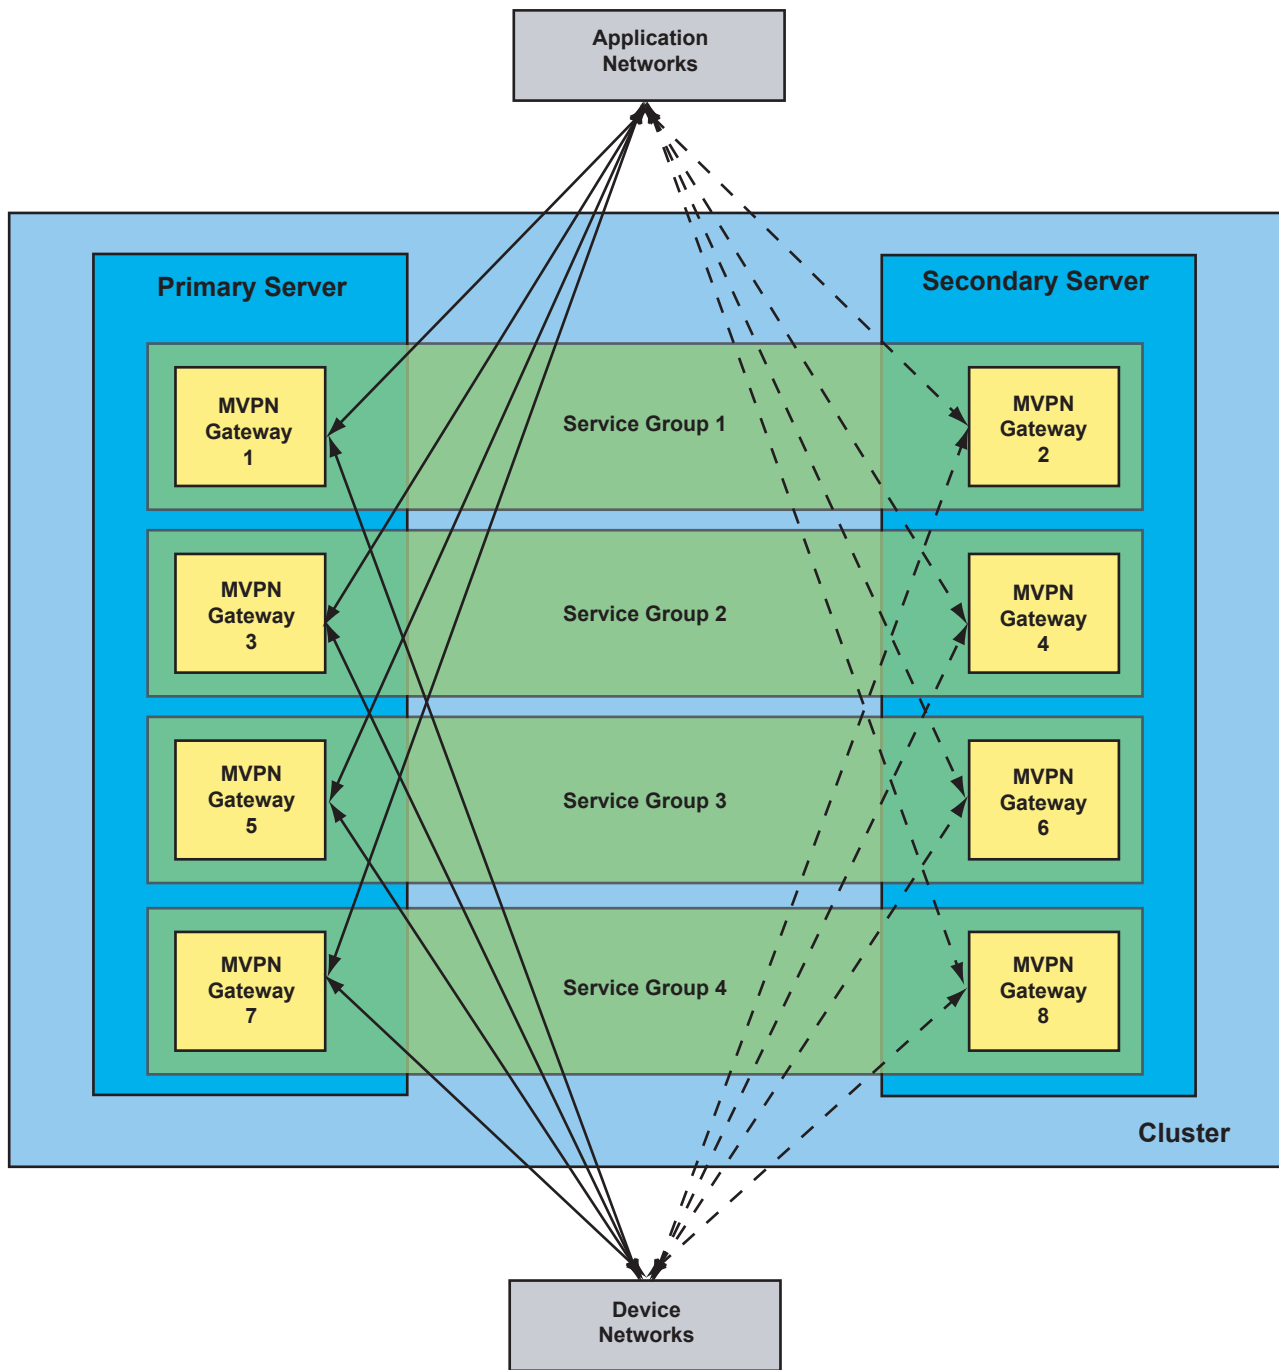 Application
Networks
Primary Server
Secondary Server
MVPN
Gateway
1
Service Group 1
MVPN
Gateway
2
MVPN
Gateway
3
Service Group 2
MVPN
Gateway
4
MVPN
Gateway
5
Service Group 3
MVPN
Gateway
6
MVPN
Gateway
7
Service Group 4
MVPN
Gateway
8
Cluster
Device
Networks